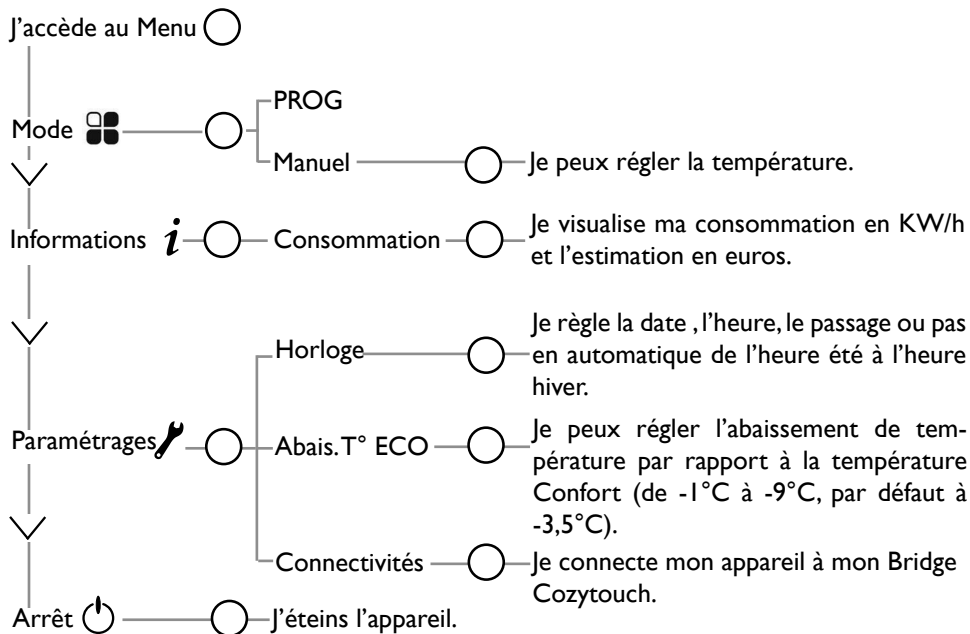 J'accède au Menu
PROG
Mode
Manuel
Je peux régler la température.
Informations i
Consommation
Je visualise ma consommation en KW/h
et l'estimation en euros.
Horloge
Je règle la date , l'heure, le passage ou pas
en automatique de l'heure été à l'heure
hiver.
Paramétrages
Abais. T° ECO
Je peux régler l'abaissement de tem-
pérature par rapport à la température
Confort (de -1°C à -9°C, par défaut à
-3,5°C).
Connectivités
Je connecte mon appareil à mon Bridge
Cozytouch.
Arrêt
J'éteins l'appareil.